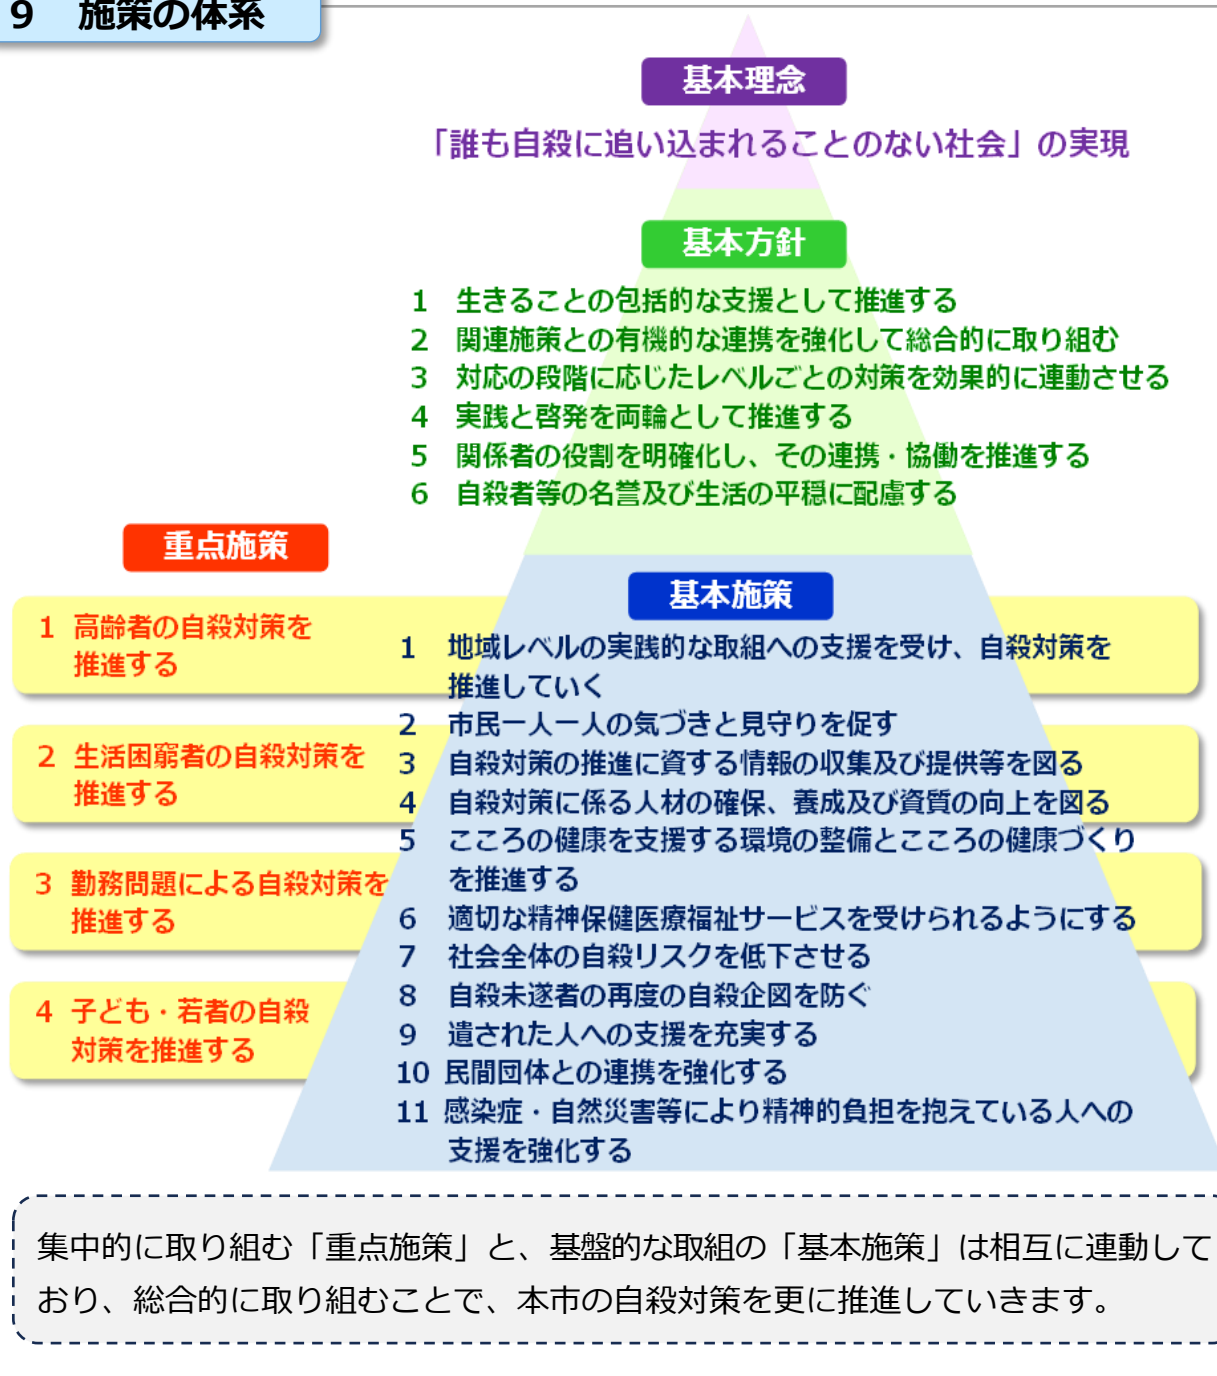 9 施策の体系
基本理念
「誰も自殺に追い込まれることのない社会」の実現
基本方針
1 生きることの包括的な支援として推進する
2 関連施策との有機的な連携を強化して総合的に取り組む
3 対応の段階に応じたレベルごとの対策を効果的に連動させる
4 実践と啓発を両輪として推進する
5 関係者の役割を明確化し、その連携・協働を推進する
6 自殺者等の名誉及び生活の平穏に配慮する
重点施策
1 高齢者の自殺対策を
推進する
2 生活困窮者の自殺対策を
推進する
3 勤務問題による自殺対策を
推進する
4 子ども・若者の自殺
対策を推進する
基本施策
1 地域レベルの実践的な取組への支援を受け、自殺対策を
推進していく
2 市民一人一人の気づきと見守りを促す
3 自殺対策の推進に資する情報の収集及び提供等を図る
4 自殺対策に係る人材の確保、養成及び資質の向上を図る
5 こころの健康を支援する環境の整備とこころの健康づくり
を推進する
6 適切な精神保健医療福祉サービスを受けられるようにする
7 社会全体の自殺リスクを低下させる
8 自殺未遂者の再度の自殺企図を防ぐ
9 遺された人への支援を充実する
10 民間団体との連携を強化する
11 感染症・自然災害等により精神的負担を抱えている人への
支援を強化する
集中的に取り組む「重点施策」と、基盤的な取組の「基本施策」は相互に連動して
おり、総合的に取り組むことで、本市の自殺対策を更に推進していきます。